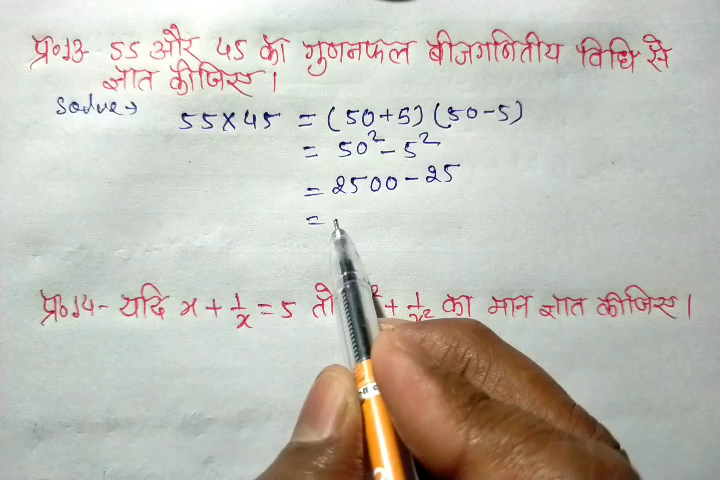 प्र०13- 55 और 45 का गुणनफल बीजगणितीय विधि से
ज्ञात कीजिए।
Solve→ 55×45 = (50+5)(50-5)
= 50² - 5²
= 2500 - 25
=
प्र०14- यदि x + 1/x = 5 तो ² + 1/x² का मान ज्ञात कीजिए।